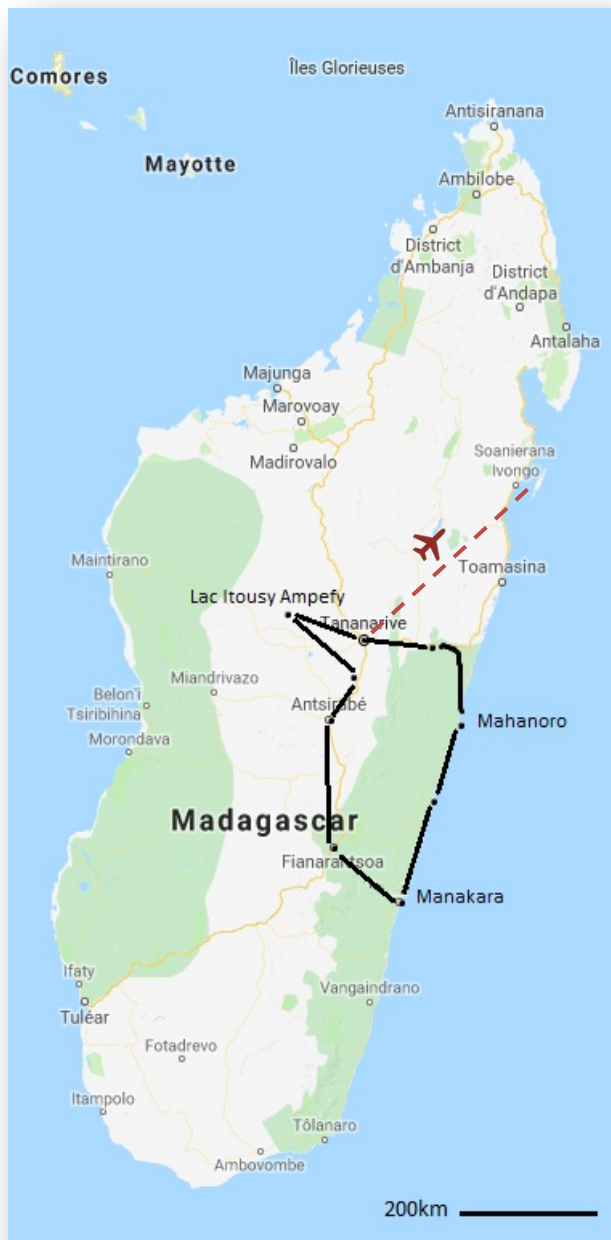 Îles Glorieuses
Comores
Antisiranana
Mayotte
Ambilobe
District
d'Ambanja
District
d'Andapa
Antalaha
Majunga
Marovoay
Madirovalo
Soanierana
Ivongo
Maintirano
Toamasina
Lac Itousy Ampefy
Tananarive
Miandrivazo
Belon'i
Tsiribihina
Antsirabé
Mahanoro
Morondava
Madagascar
Fianarantsoa
Manakara
Ifaty
Vangaindrano
Tuléar
Fotadrevo
Itampolo
Tôlanaro
Ambovombe
200km